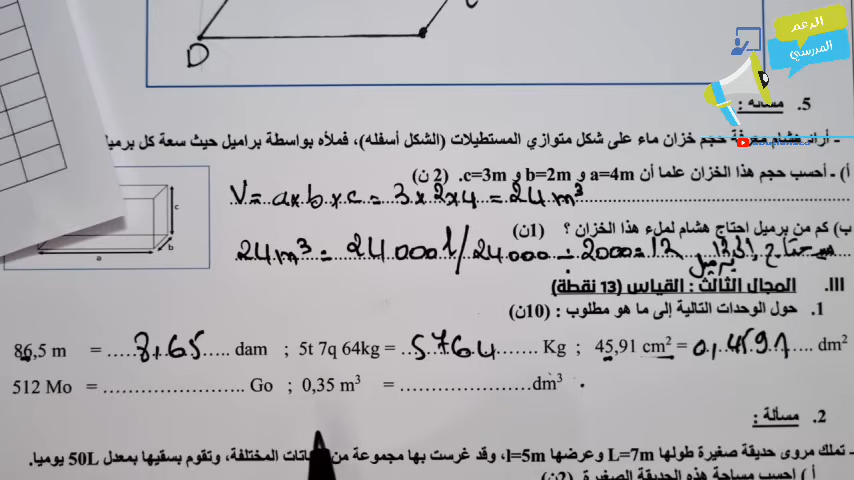 الدعم
المدرسي
D
5. مسألة :
ـ أراد هشام معرفة حجم خزان ماء على شكل متوازي المستطيلات (الشكل أسفله)، فملأه بواسطة براميل حيث سعة كل برميل
أ) ـ أحسب حجم هذا الخزان علما أن a=4m و b=2m و c=3m. (2 ن)
V = a x b x c = 3 x 2 x 4 = 24 m³
ب) كم من برميل احتاج هشام لملء هذا الخزان ؟ (1ن)
24 m³ = 24 000 l / 24 000 ÷ 2000 = 12 سيحتاج إلى 12 برميل
c
b
a
III. المجال الثالث : القياس (13 نقطة)
1. حول الوحدات التالية إلى ما هو مطلوب : (10ن)
86,5 m = ....8,65..... dam ; 5t 7q 64kg = ...5764....... Kg ; 45,91 cm² = 0,4591.... dm²
512 Mo = ........................ Go ; 0,35 m³ = ......................dm³ .
2. مسألة :
ـ تملك مروى حديقة صغيرة طولها L=7m وعرضها l=5m، وقد غرست بها مجموعة من المختلفة، وتقوم بسقيها بمعدل 50L يوميا.
أ) احسب مساحة هذه الحديقة الصغيرة. (2ن)